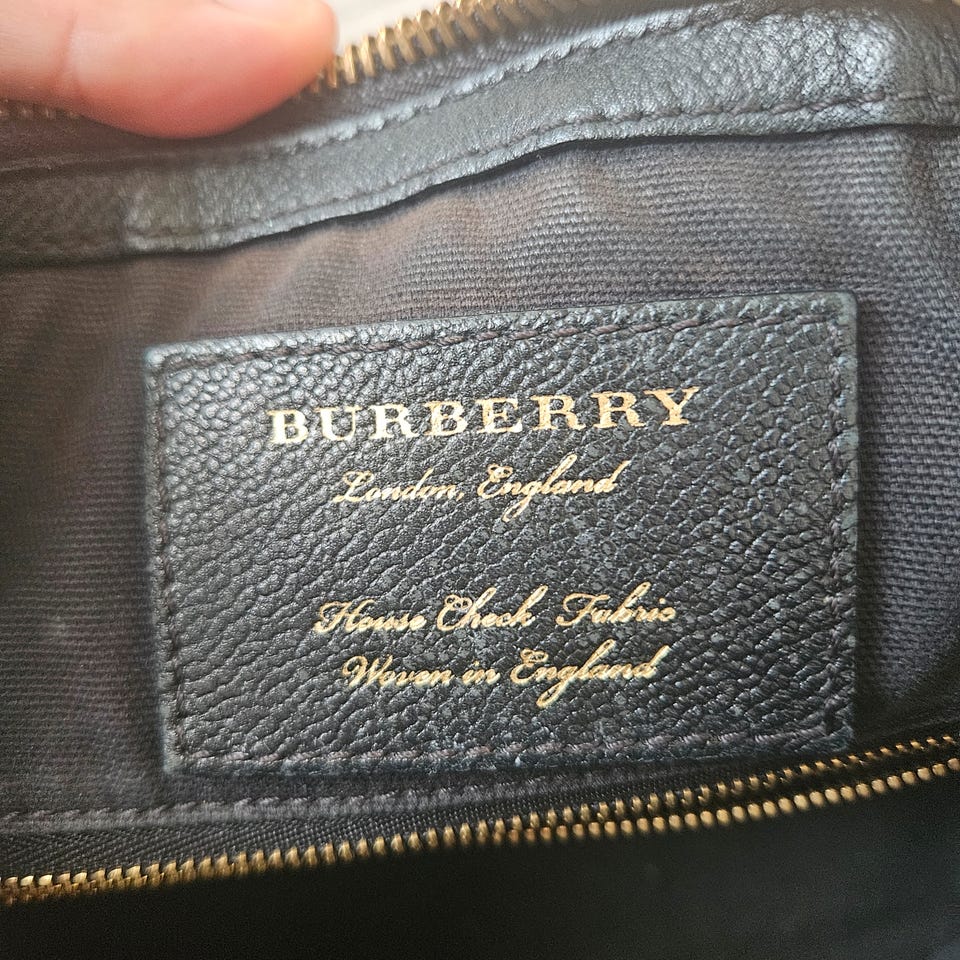 BURBERRY
London, England
House Check Fabric
Woven in England